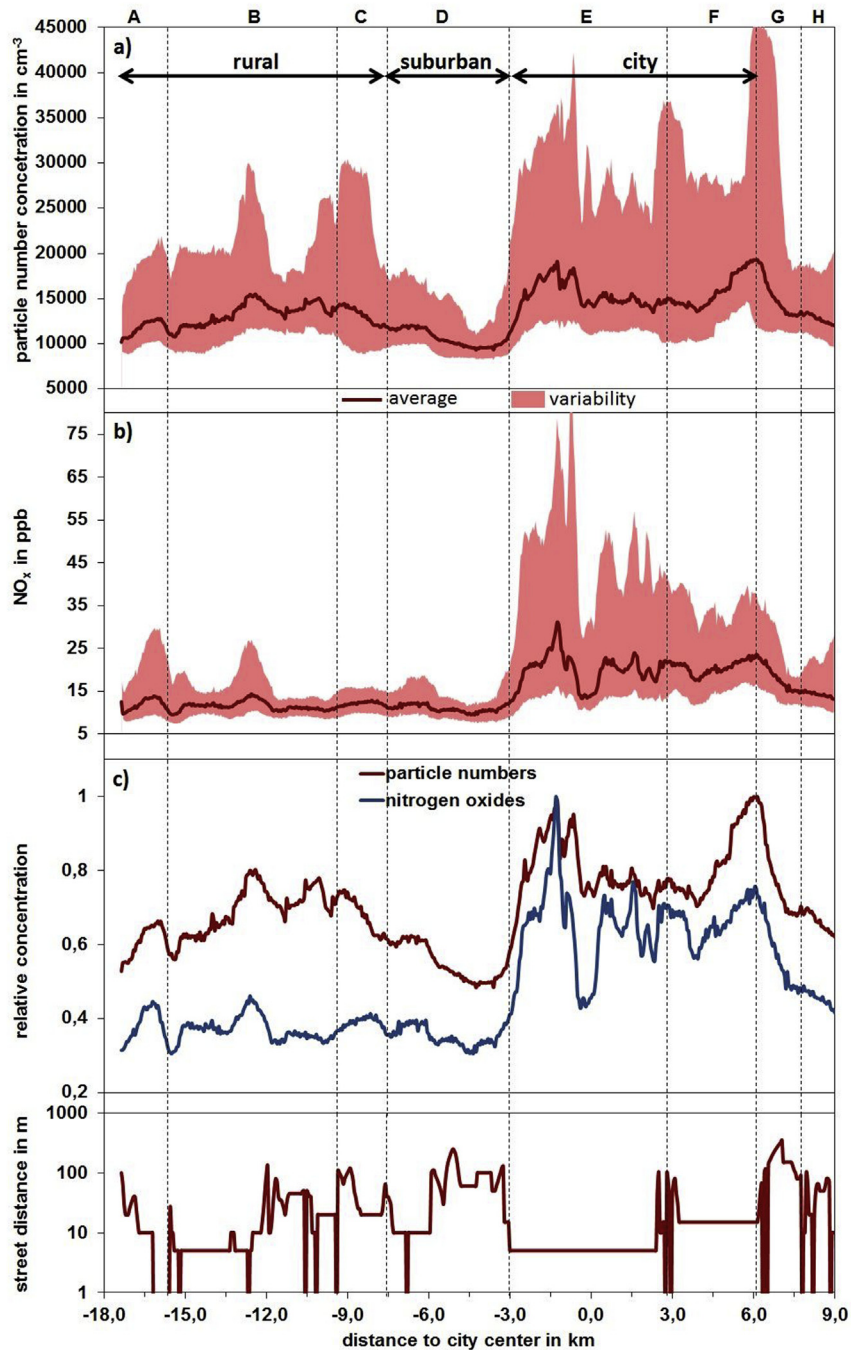 A B C D E F G H
a)
rural suburban city
particle number concetration in cm-3
45000
40000
35000
30000
25000
20000
15000
10000
5000
average variability
b)
NOx in ppb
75
65
55
45
35
25
15
5
c)
particle numbers
nitrogen oxides
relative concentration
1
0,8
0,6
0,4
0,2
street distance in m
1000
100
10
1
-18,0 -15,0 -12,0 -9,0 -6,0 -3,0 0,0 3,0 6,0 9,0
distance to city center in km